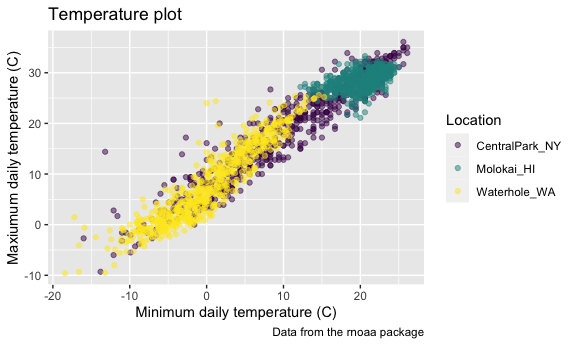 Temperature plot
Maxiumum daily temperature (C)
30
20
10
0
-10
-20
-10
0
10
20
Minimum daily temperature (C)
Location
CentralPark_NY
Molokai_HI
Waterhole_WA
Data from the rnoaa package